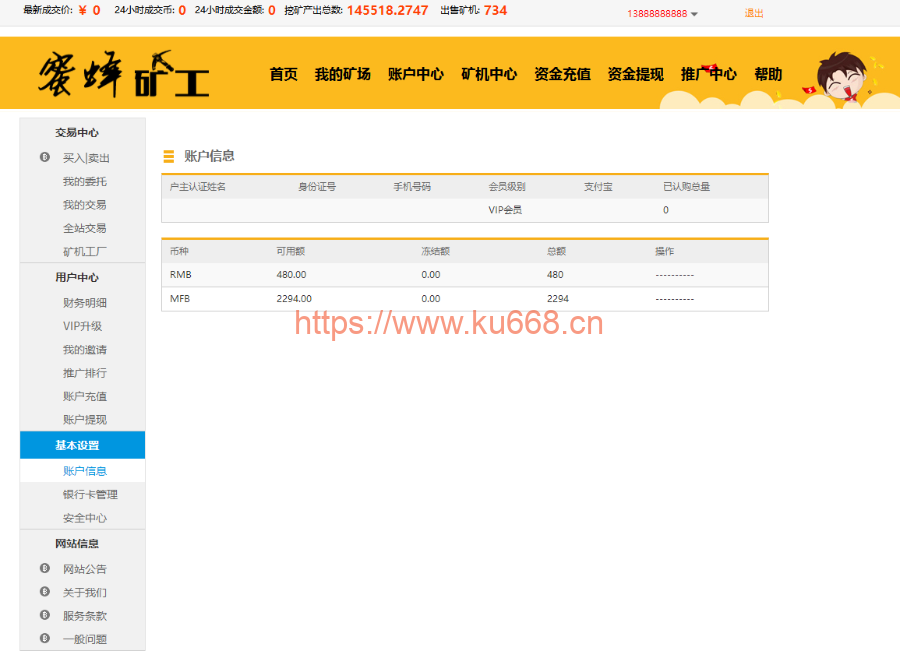 最新成交价: ¥ 0 24小时成交币: 0 24小时成交金额: 0 挖矿产出总数: 145518.2747 出售矿机: 734 13888888888 退出
蜜蜂矿工 首页 我的矿场 账户中心 矿机中心 资金充值 资金提现 推广中心 帮助
交易中心
买入|卖出
我的委托
我的交易
全站交易
矿机工厂
用户中心
财务明细
VIP升级
我的邀请
推广排行
账户充值
账户提现
基本设置
账户信息
银行卡管理
安全中心
网站信息
网站公告
关于我们
服务条款
一般问题
账户信息
户主认证姓名 身份证号 手机号码 会员级别 支付宝 已认购总量
VIP会员 0
币种 可用额 冻结额 总额 操作
RMB 480.00 0.00 480 ----------
MFB 2294.00 0.00 2294 ----------
https://www.ku668.cn